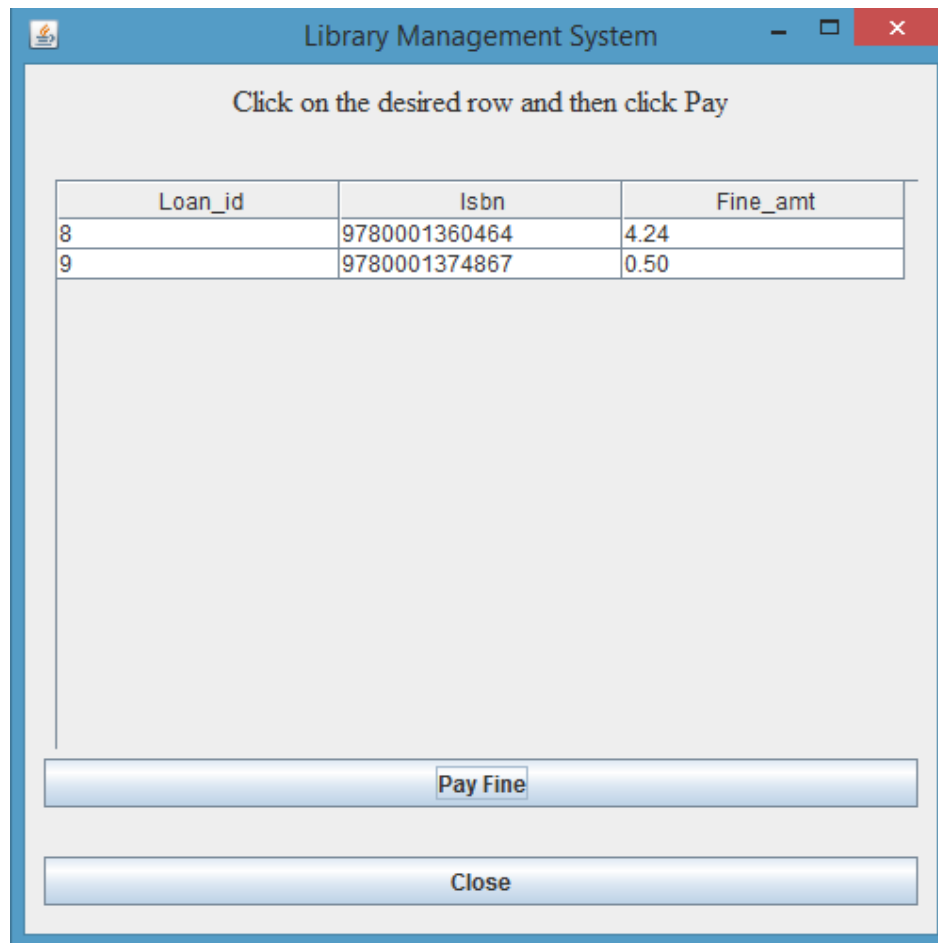 Library Management System
Click on the desired row and then click Pay
Loan_id Isbn Fine_amt
8 9780001360464 4.24
9 9780001374867 0.50
Pay Fine
Close